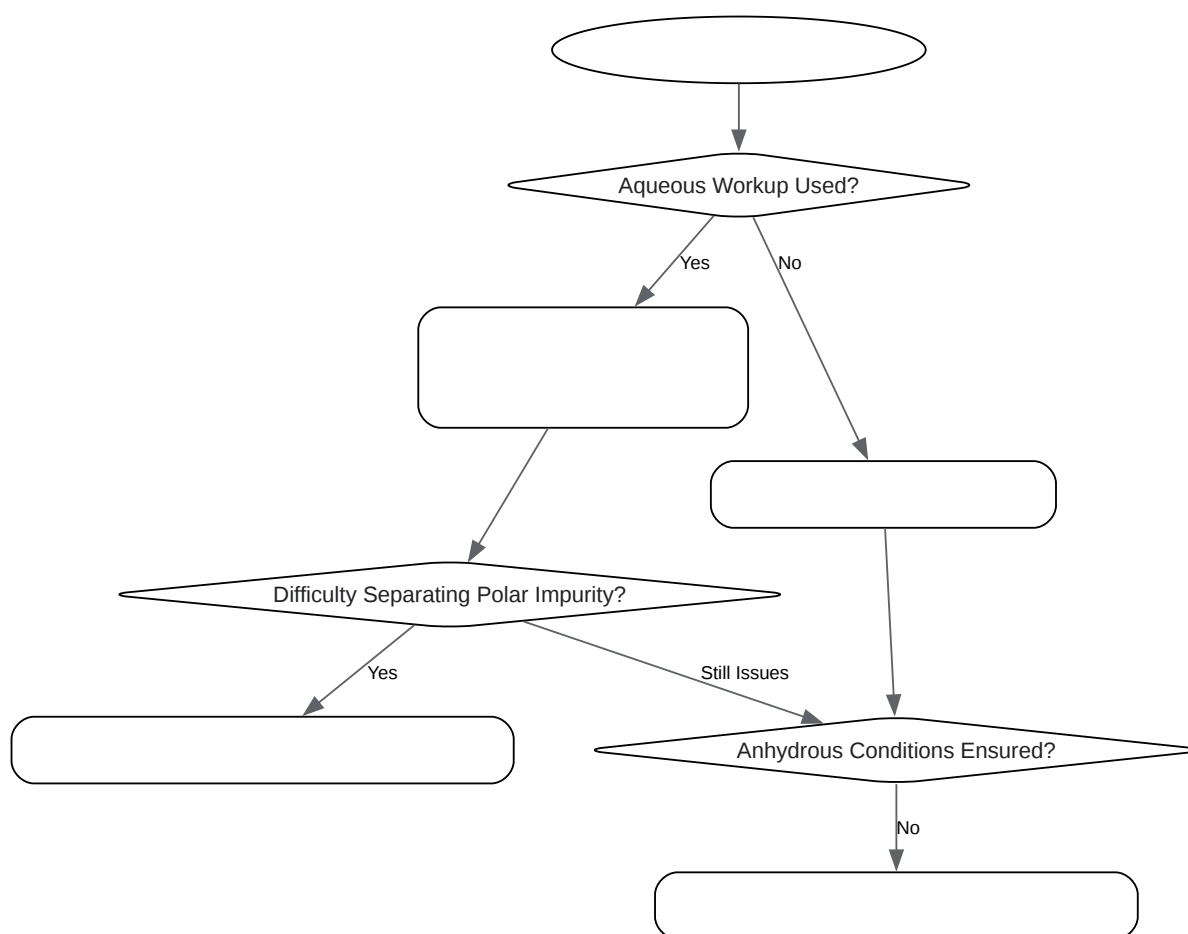 Aqueous Workup Used?
Yes
No
Difficulty Separating Polar Impurity?
Yes
Still Issues
Anhydrous Conditions Ensured?
No